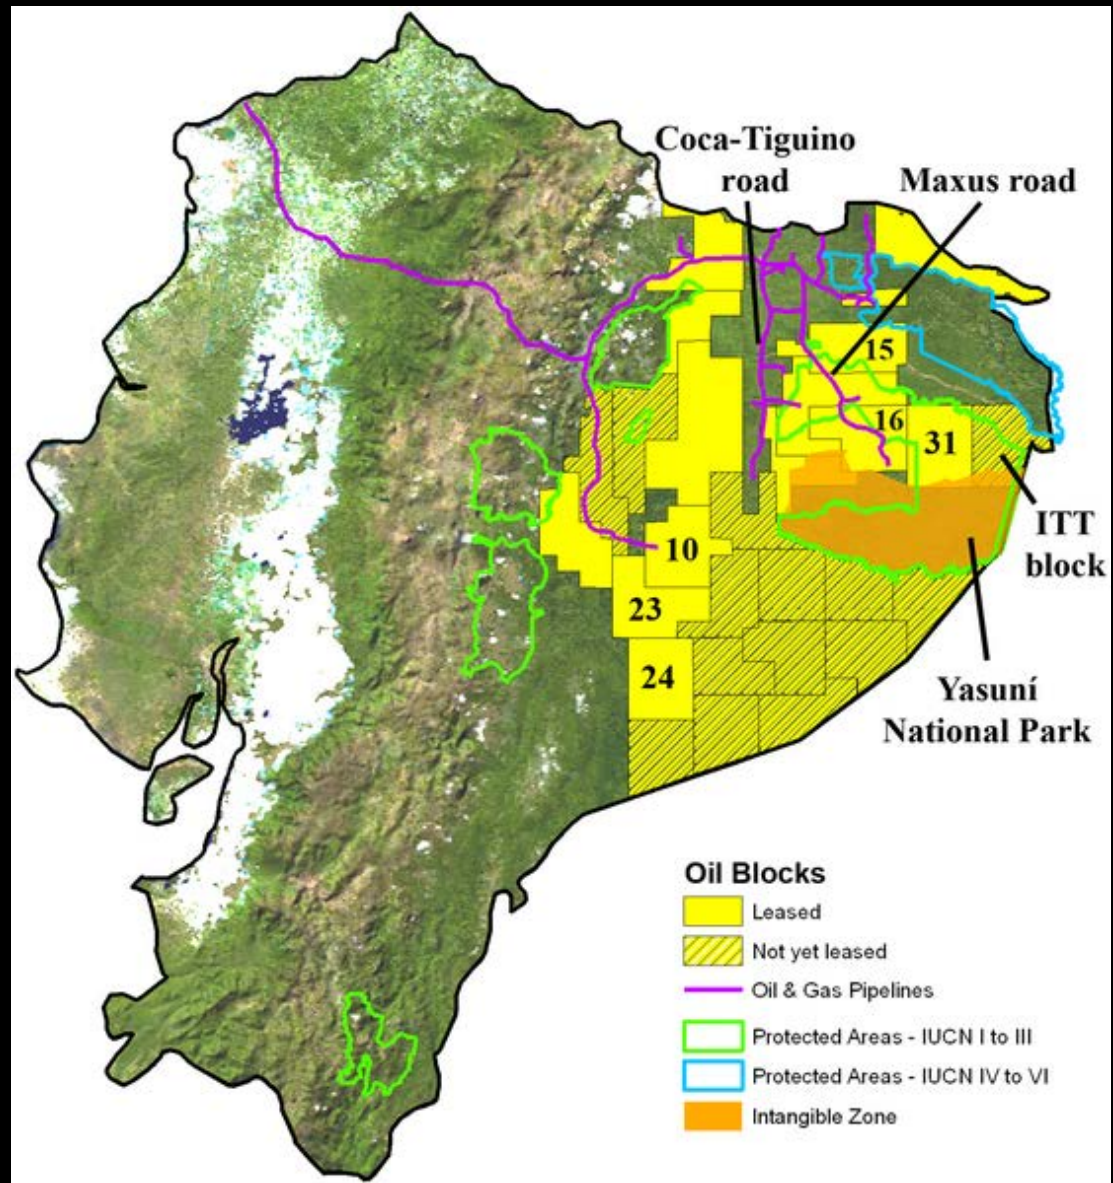 Coca-Tiguino
road
Maxus road
15
16
31
ITT
block
10
23
24
Yasuní
National Park
Oil Blocks
Leased
Not yet leased
Oil & Gas Pipelines
Protected Areas - IUCN I to III
Protected Areas - IUCN IV to VI
Intangible Zone